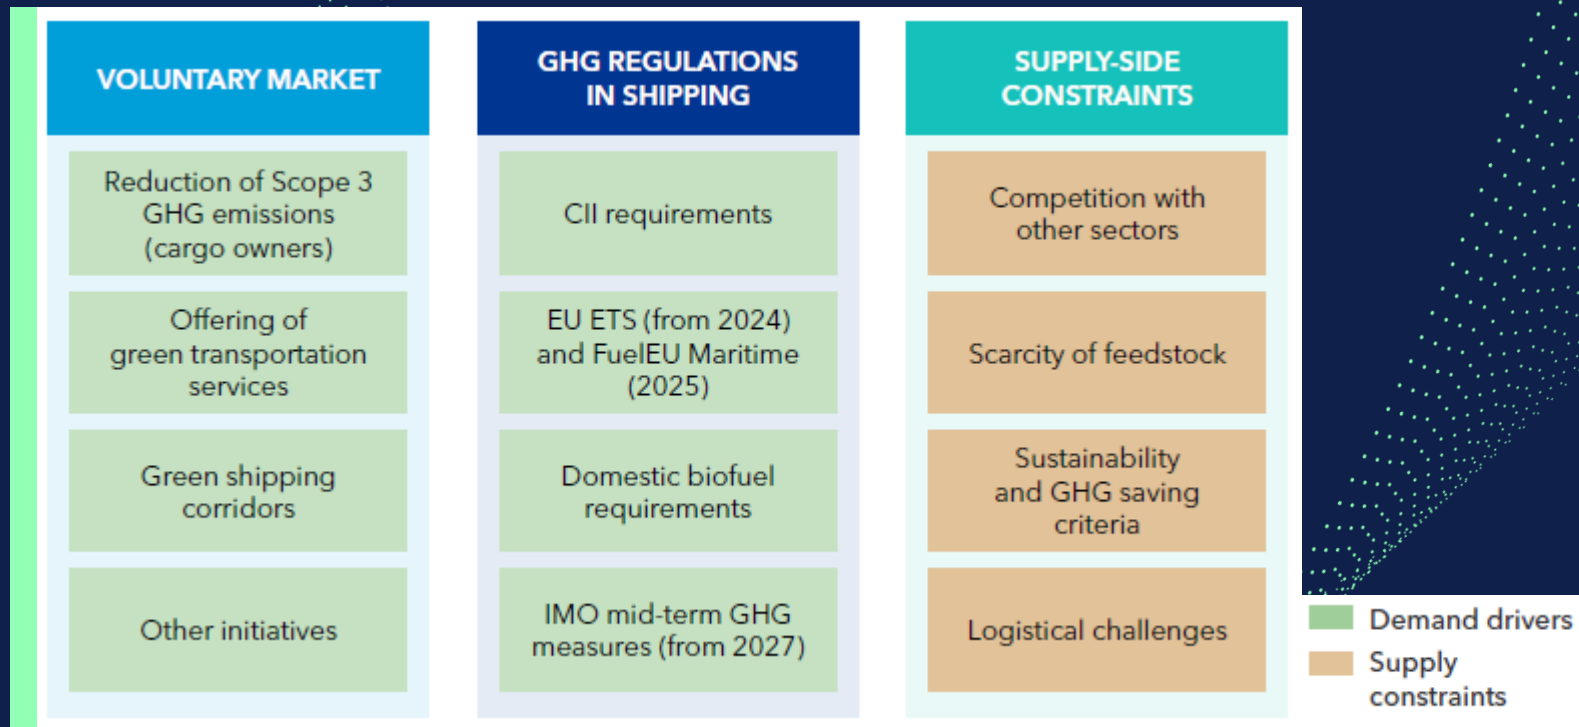 VOLUNTARY MARKET
Reduction of Scope 3
GHG emissions
(cargo owners)
Offering of
green transportation
services
Green shipping
corridors
Other initiatives
GHG REGULATIONS
IN SHIPPING
CII requirements
EU ETS (from 2024)
and FuelEU Maritime
(2025)
Domestic biofuel
requirements
IMO mid-term GHG
measures (from 2027)
SUPPLY-SIDE
CONSTRAINTS
Competition with
other sectors
Scarcity of feedstock
Sustainability
and GHG saving
criteria
Logistical challenges
Demand drivers
Supply
constraints